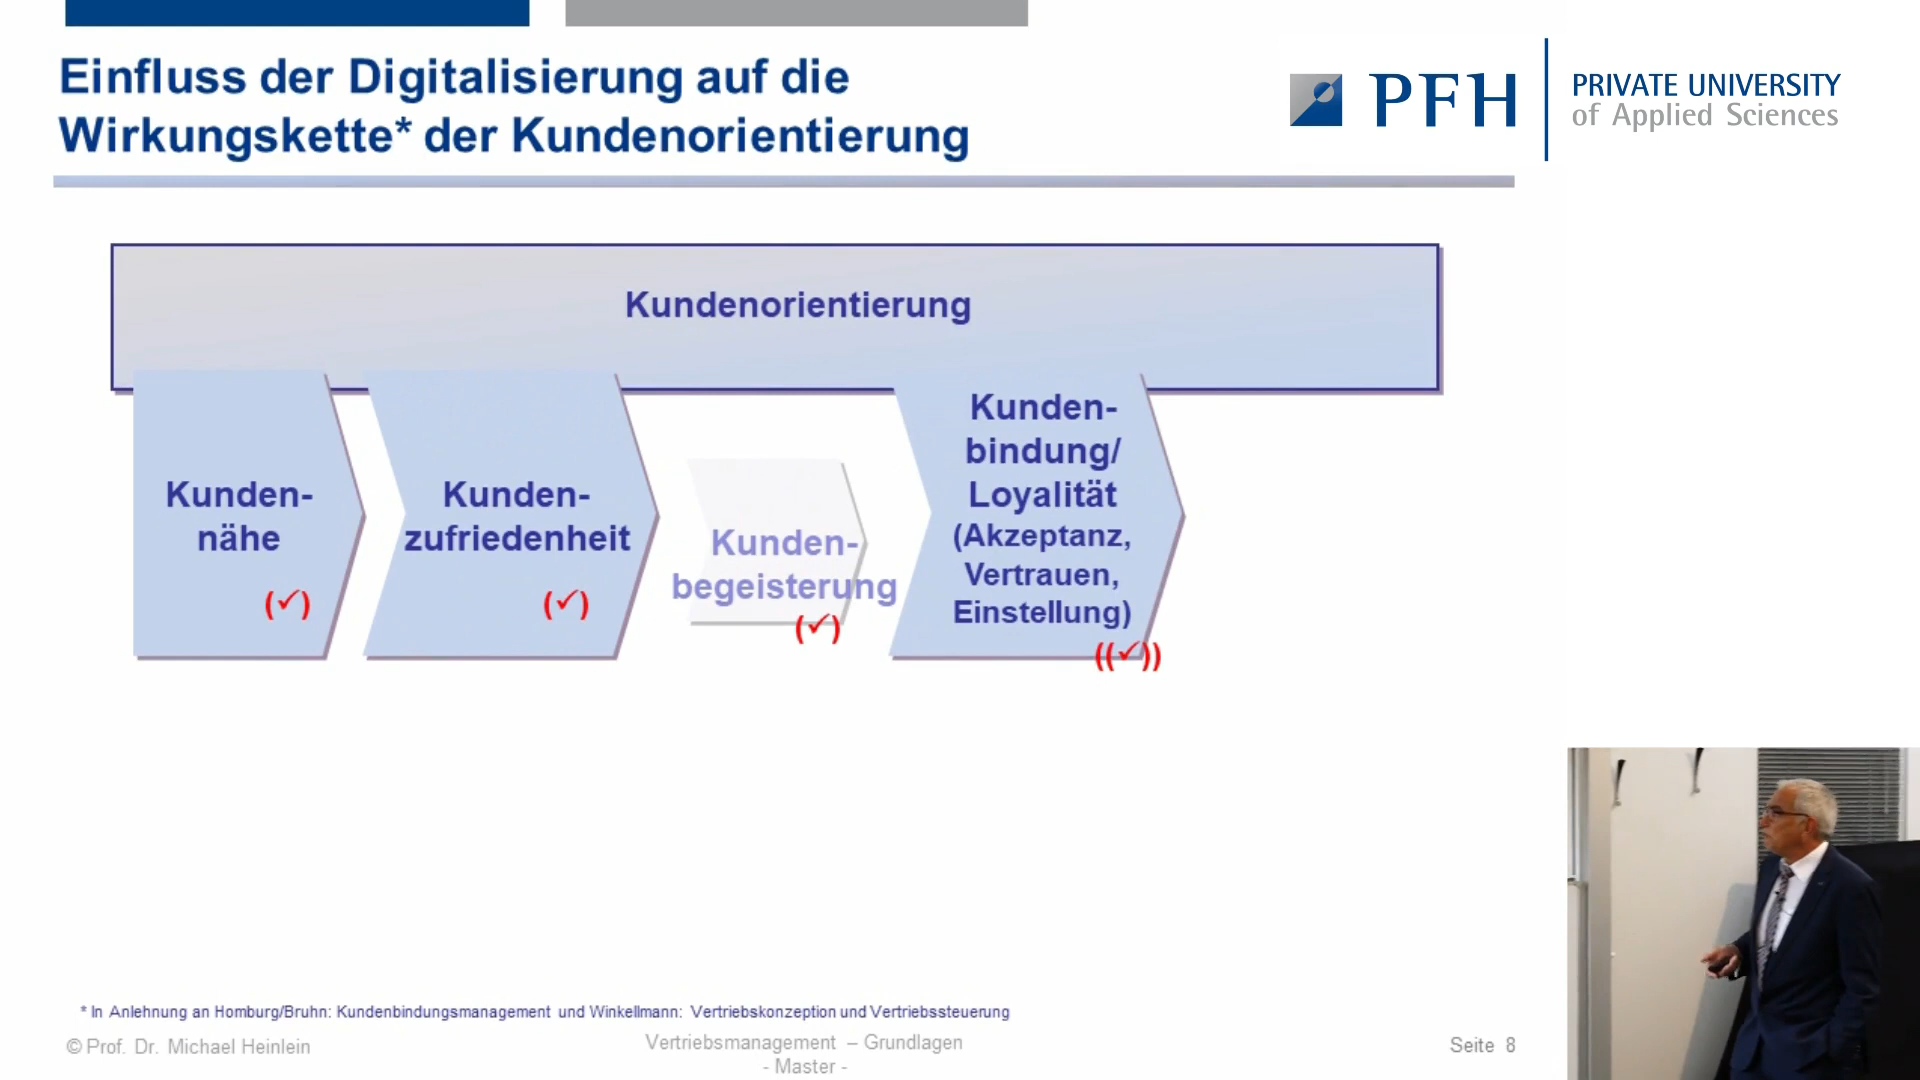 Einfluss der Digitalisierung auf die
Wirkungskette* der Kundenorientierung
PFH
PRIVATE UNIVERSITY
of Applied Sciences
Kundenorientierung
Kunden-
nähe
(✓)
Kunden-
zufriedenheit
(✓)
Kunden-
begeisterung
(✓)
Kunden-
bindung/
Loyalität
(Akzeptanz,
Vertrauen,
Einstellung)
((✓))
* In Anlehnung an Homburg/Bruhn: Kundenbindungsmanagement und Winkellmann: Vertriebskonzeption und Vertriebssteuerung
© Prof. Dr. Michael Heinlein
Vertriebsmanagement – Grundlagen
- Master -
Seite 8